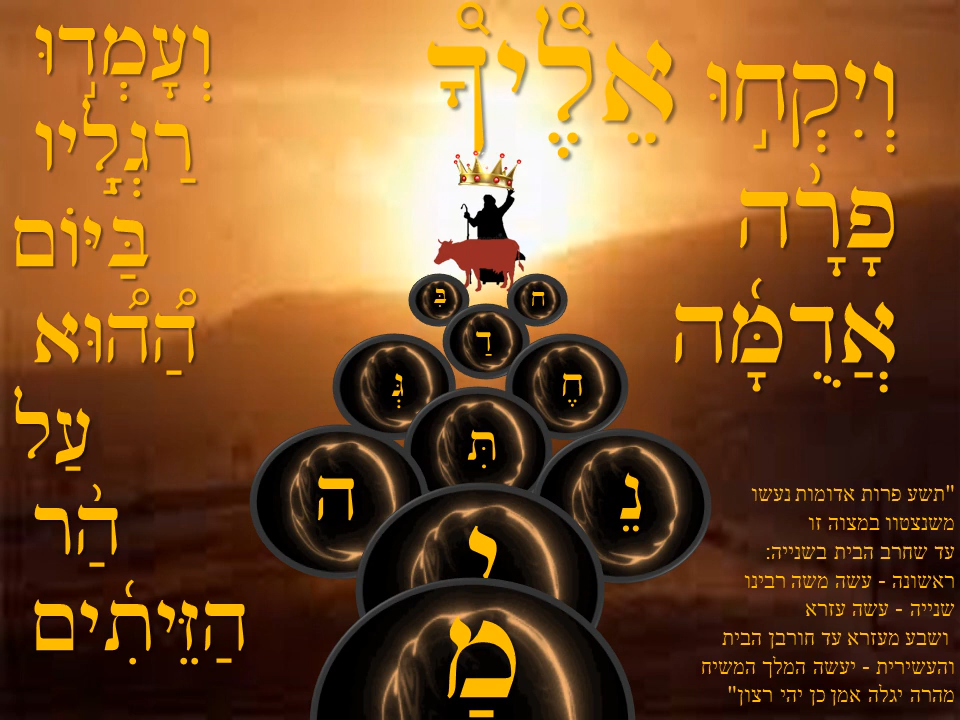 וְיִקְח֣וּ אֵלֶ֩יךָ֩
פָרָ֨ה
אֲדֻמָּ֜ה
וְעָמְד֣וּ
רַגְלָ֣יו
בַּיּוֹם
הַ֯ה֯וּא
עַל
הַ֨ר
הַזֵּיתִ֜ים
ח בִּ
דַ
חֶ גְּ
תִּ
נֵ ה
י
מַ
"תשע פרות אדומות נעשו
משנצטוו במצוה זו
עד שחרב הבית בשנייה:
ראשונה - עשה משה רבינו
שנייה - עשה עזרא
ושבע מעזרא עד חורבן הבית
והעשירית - יעשה המלך המשיח
מהרה יגלה אמן כן יהי רצון"